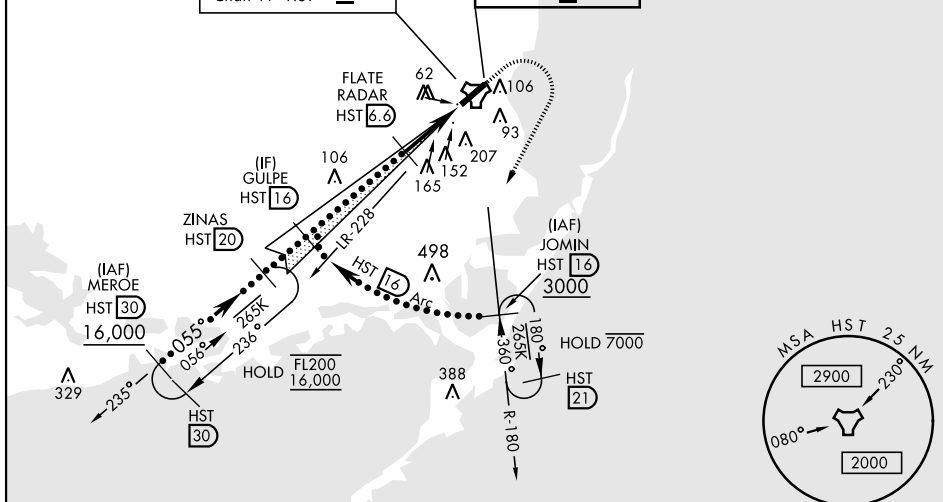 FLATE
RADAR
HST 6.6
62
106
93
207
152
165
106
(IF)
GULPE
HST 16
ZINAS
HST 20
LR-228
(IAF)
MEROE
HST 30
16,000
055°
056°
265K
236°
235°
329
HST
30
HOLD FL200
16,000
HST 16 Arc
498
388
(IAF)
JOMIN
HST 16
3000
180°
265K
360°
HOLD 7000
HST
21
R-180
MSA HST 25 NM
2900
230°
080°
2000